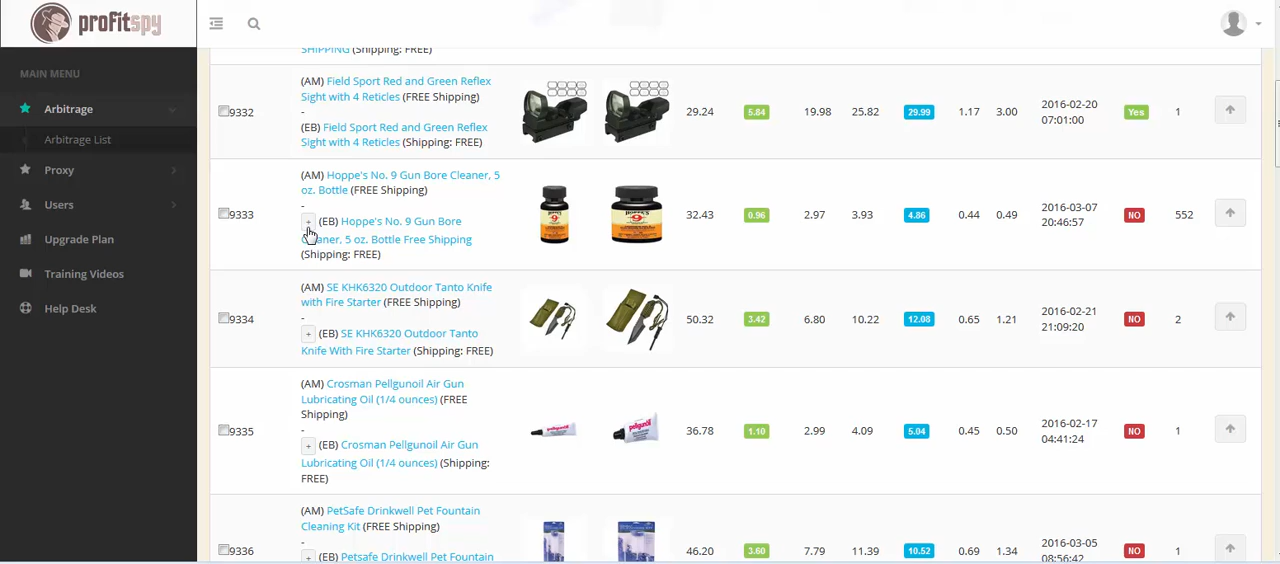 profitspy
MAIN MENU
Arbitrage
Arbitrage List
Proxy
Users
Upgrade Plan
Training Videos
Help Desk
SHIPPING (Shipping: FREE)
9332
(AM) Field Sport Red and Green Reflex
Sight with 4 Reticles (FREE Shipping)
-
(EB) Field Sport Red and Green Reflex
Sight with 4 Reticles (Shipping: FREE)
29.24 5.84 19.98 25.82 29.99 1.17 3.00 2016-02-20
07:01:00 Yes 1
9333
(AM) Hoppe's No. 9 Gun Bore Cleaner, 5
oz. Bottle (FREE Shipping)
-
+ (EB) Hoppe's No. 9 Gun Bore
Cleaner, 5 oz. Bottle Free Shipping
(Shipping: FREE)
32.43 0.96 2.97 3.93 4.86 0.44 0.49 2016-03-07
20:46:57 NO 552
9334
(AM) SE KHK6320 Outdoor Tanto Knife
with Fire Starter (FREE Shipping)
-
+ (EB) SE KHK6320 Outdoor Tanto
Knife With Fire Starter (Shipping: FREE)
50.32 3.42 6.80 10.22 12.08 0.65 1.21 2016-02-21
21:09:20 NO 2
9335
(AM) Crosman Pellgunoil Air Gun
Lubricating Oil (1/4 ounces) (FREE
Shipping)
-
+ (EB) Crosman Pellgunoil Air Gun
Lubricating Oil (1/4 ounces) (Shipping:
FREE)
36.78 1.10 2.99 4.09 5.04 0.45 0.50 2016-02-17
04:41:24 NO 1
9336
(AM) PetSafe Drinkwell Pet Fountain
Cleaning Kit (FREE Shipping)
-
+ (EB) Petsafe Drinkwell Pet Fountain
46.20 3.60 7.79 11.39 10.52 0.69 1.34 2016-03-05
08:56:42 NO 1